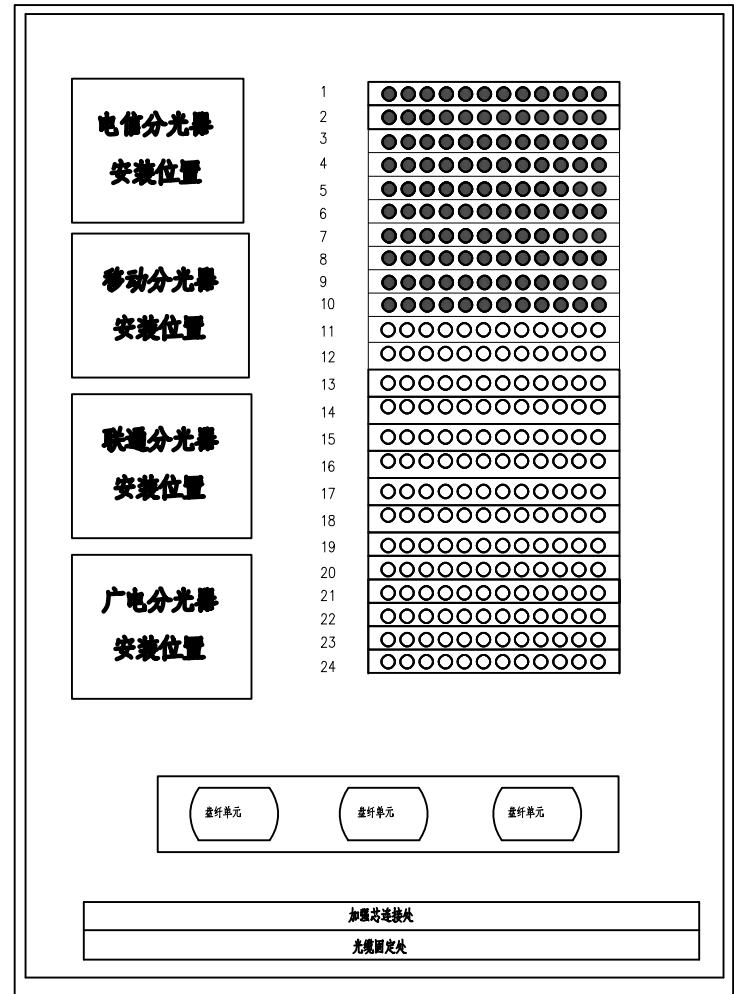 电信分光器
安装位置
移动分光器
安装位置
联通分光器
安装位置
广电分光器
安装位置
1
2
3
4
5
6
7
8
9
10
11
12
13
14
15
16
17
18
19
20
21
22
23
24
盘纤单元
盘纤单元
盘纤单元
加强芯连接处
光缆固定处